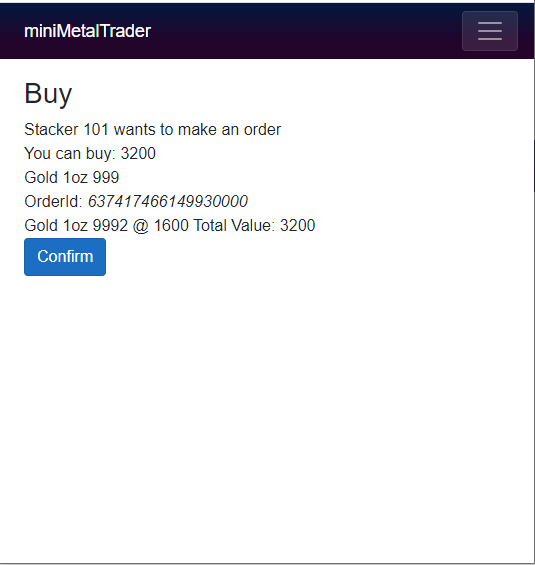 miniMetalTrader
Buy
Stacker 101 wants to make an order
You can buy: 3200
Gold 1oz 999
OrderId: 637417466149930000
Gold 1oz 9992 @ 1600 Total Value: 3200
Confirm